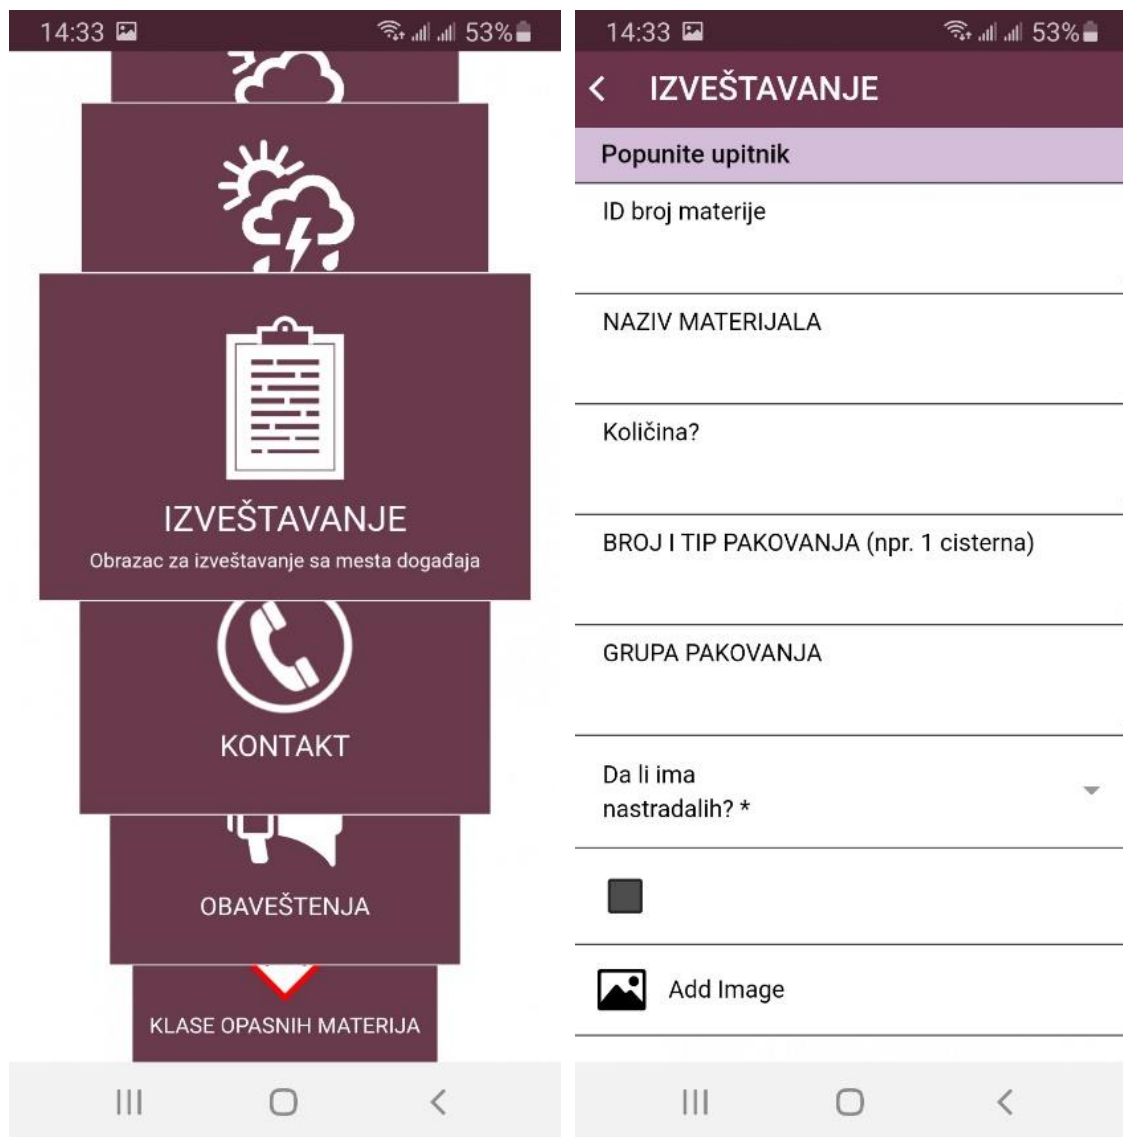 14:33
53%
IZVEŠTAVANJE
Obrazac za izveštavanje sa mesta događaja
KONTAKT
OBAVEŠTENJA
KLASE OPASNIH MATERIJA
14:33
53%
IZVEŠTAVANJE
Popunite upitnik
ID broj materije
NAZIV MATERIJALA
Količina?
BROJ I TIP PAKOVANJA (npr. 1 cisterna)
GRUPA PAKOVANJA
Da li ima
nastradalih? *
Add Image